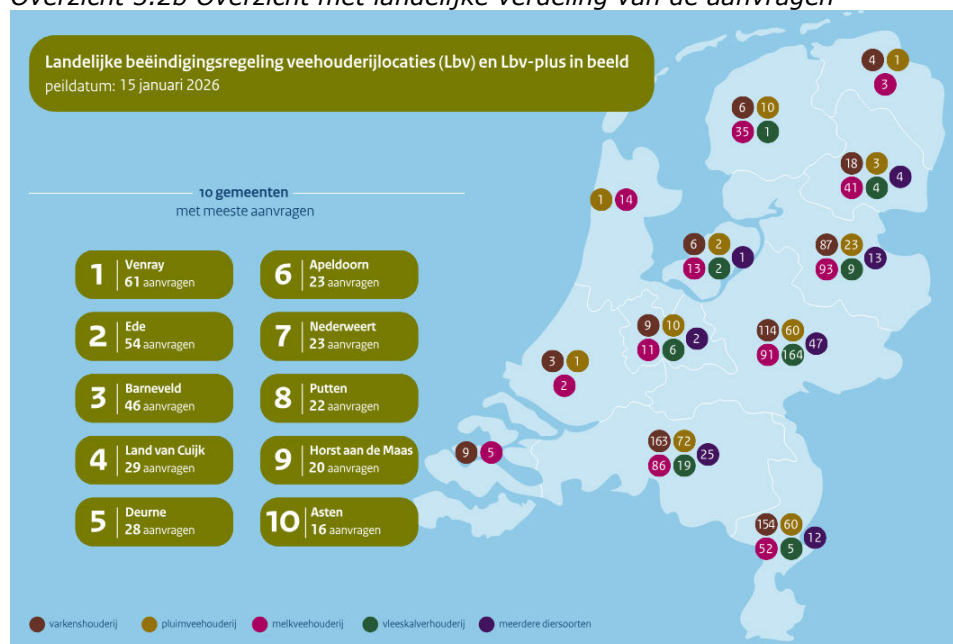 Overzicht 3.2b Overzicht met landelijke verdeling van de aanvragen
Landelijke beëindigingsregeling veehouderijlocaties (Lbv) en Lbv-plus in beeld
peildatum: 15 januari 2026
10 gemeenten
met meeste aanvragen
1 Venray
61 aanvragen
2 Ede
54 aanvragen
3 Barneveld
46 aanvragen
4 Land van Cuijk
29 aanvragen
5 Deurne
28 aanvragen
6 Apeldoorn
23 aanvragen
7 Nederweert
23 aanvragen
8 Putten
22 aanvragen
9 Horst aan de Maas
20 aanvragen
10 Asten
16 aanvragen
4 1
3
6 10
35 1
18 3
4
41 4
1 14
6 2
1
13 2
87 23
13
93 9
9 10
2
11 6
114 60
47
91 164
3 1
2
9 5
163 72
25
86 19
154 60
12
52 5
varkenshouderij pluimveehouderij melkveehouderij vleeskalverhouderij meerdere diersoorten